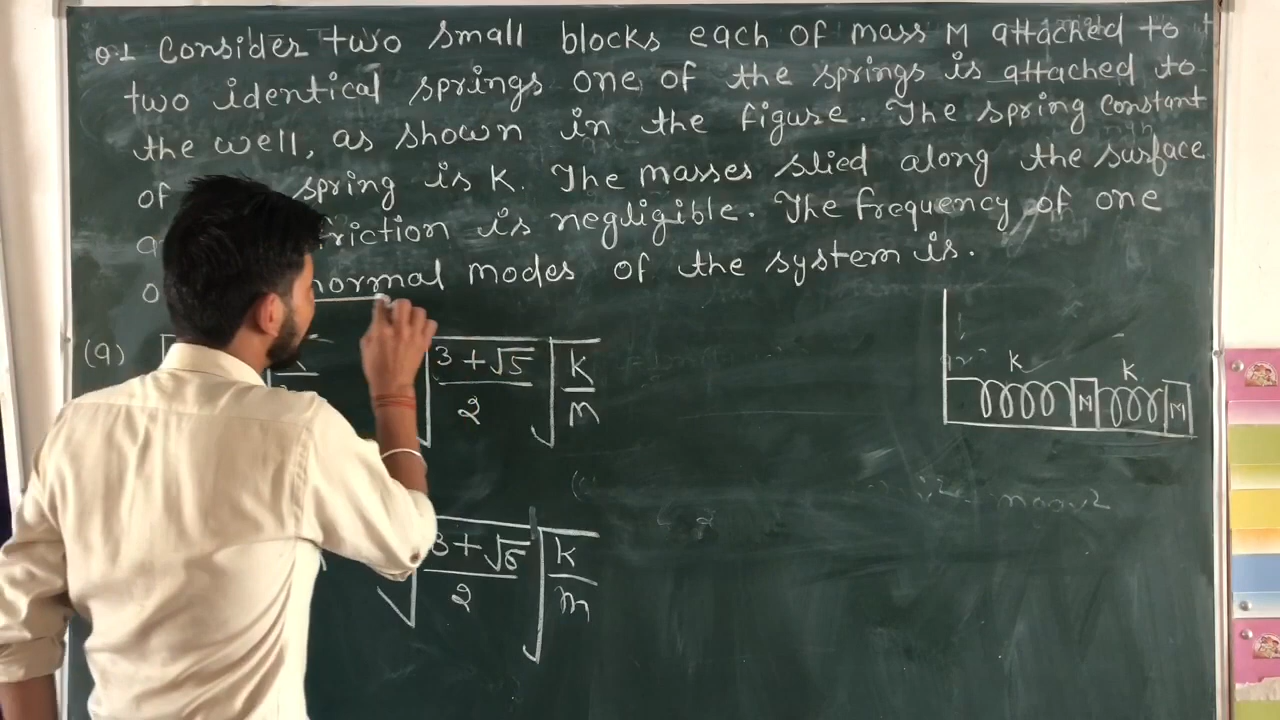 Q.1 Consider two small blocks each of mass M attached to
two identical springs one of the springs is attached to
the well, as shown in the figure. The spring constant
of spring is K. The masses slied along the surface
riction is negligible. The frequency of one
normal modes of the system is.
(a)
3+√5
2
√
k
m
3+√5
2
√
k
m
K
K
M
M